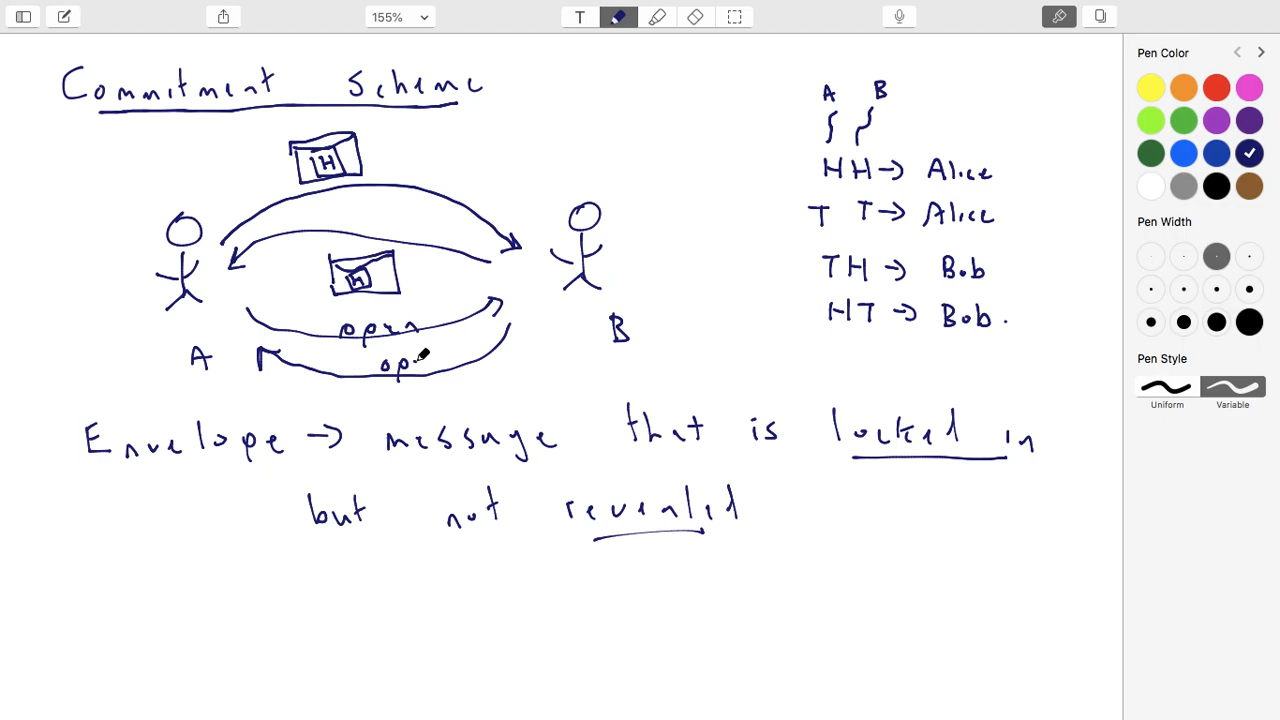 155%
T
Commitment Scheme
H
H
open
op
A
B
A B
HH → Alice
T T → Alice
TH → Bob
HT → Bob.
Envelope → message that is locked in
but not revealed
Pen Color
Pen Width
Pen Style
Uniform Variable